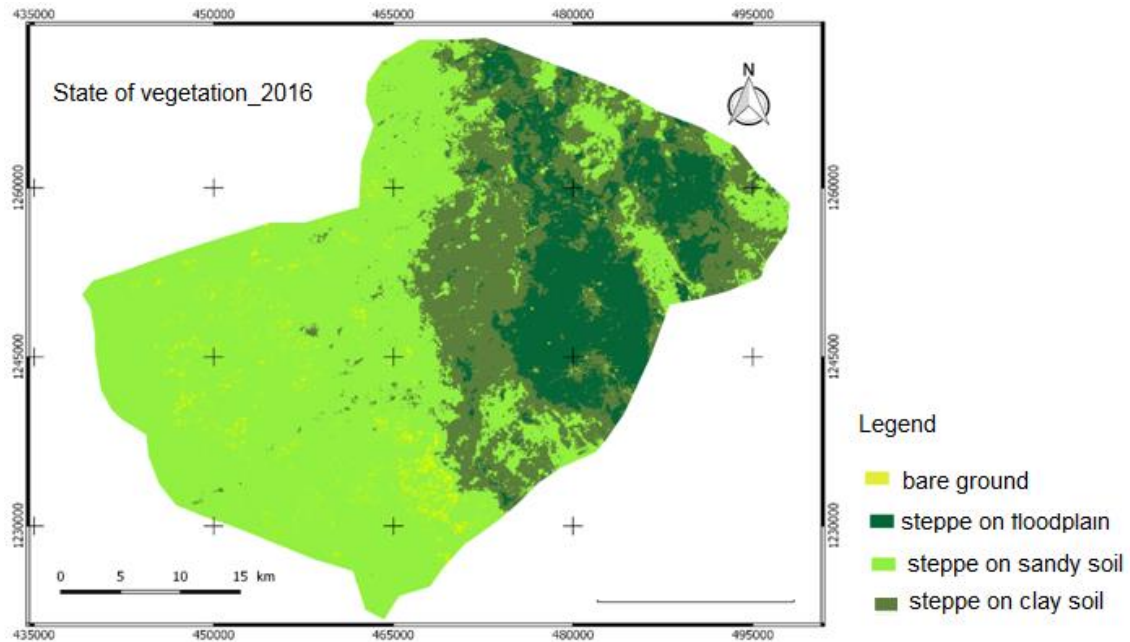 435000 450000 465000 480000 495000
State of vegetation_2016
N
1260000 1260000
1245000 1245000
1230000 1230000
0 5 10 15 km
435000 450000 465000 480000 495000
Legend
bare ground
steppe on floodplain
steppe on sandy soil
steppe on clay soil